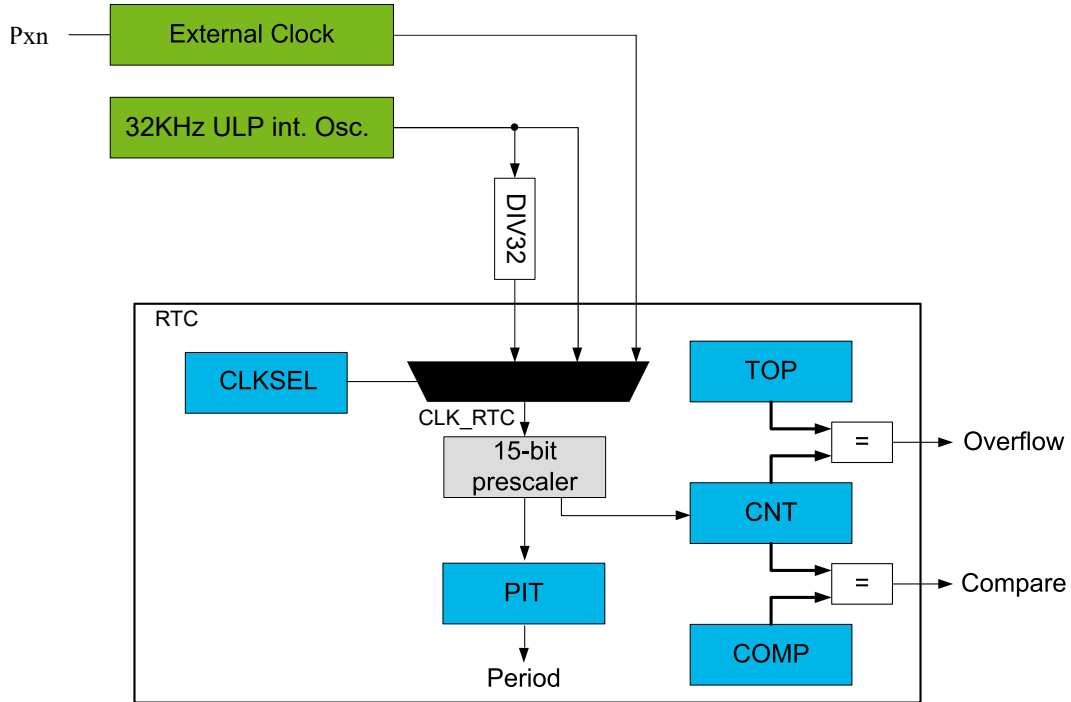 Pxn
External Clock
32KHz ULP int. Osc.
DIV32
RTC
CLKSEL
TOP
CLK_RTC
=
Overflow
15-bit
prescaler
CNT
PIT
=
Compare
COMP
Period